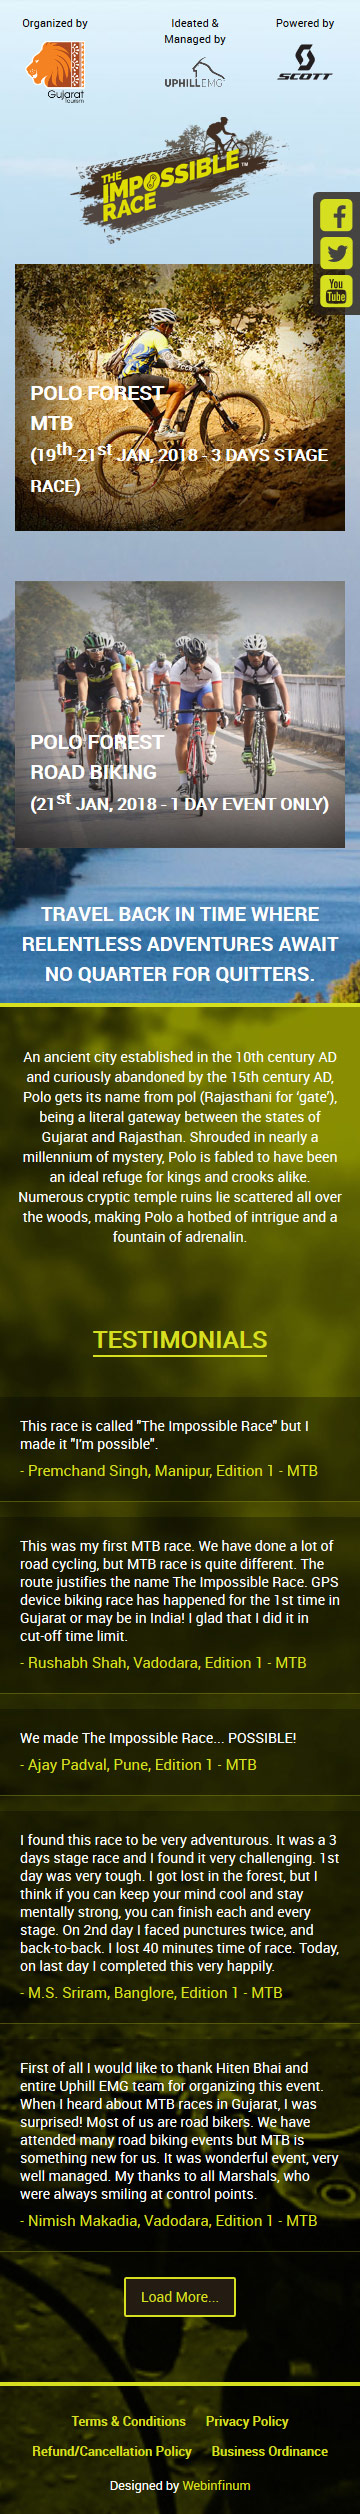 Organized by
Ideated &
Managed by
Powered by
Gujarat
Tourism
UPHILLEMG
SCOTT
THE
IMPOSSIBLE
RACE
TM
You
Tube
POLO FOREST
MTB
(19th-21st JAN, 2018 - 3 DAYS STAGE
RACE)
POLO FOREST
ROAD BIKING
(21st JAN, 2018 - 1 DAY EVENT ONLY)
TRAVEL BACK IN TIME WHERE
RELENTLESS ADVENTURES AWAIT
NO QUARTER FOR QUITTERS.
An ancient city established in the 10th century AD
and curiously abandoned by the 15th century AD,
Polo gets its name from pol (Rajasthani for ‘gate’),
being a literal gateway between the states of
Gujarat and Rajasthan. Shrouded in nearly a
millennium of mystery, Polo is fabled to have been
an ideal refuge for kings and crooks alike.
Numerous cryptic temple ruins lie scattered all over
the woods, making Polo a hotbed of intrigue and a
fountain of adrenalin.
TESTIMONIALS
This race is called "The Impossible Race" but I
made it "I'm possible".
- Premchand Singh, Manipur, Edition 1 - MTB
This was my first MTB race. We have done a lot of
road cycling, but MTB race is quite different. The
route justifies the name The Impossible Race. GPS
device biking race has happened for the 1st time in
Gujarat or may be in India! I glad that I did it in
cut-off time limit.
- Rushabh Shah, Vadodara, Edition 1 - MTB
We made The Impossible Race... POSSIBLE!
- Ajay Padval, Pune, Edition 1 - MTB
I found this race to be very adventurous. It was a 3
days stage race and I found it very challenging. 1st
day was very tough. I got lost in the forest, but I
think if you can keep your mind cool and stay
mentally strong, you can finish each and every
stage. On 2nd day I faced punctures twice, and
back-to-back. I lost 40 minutes time of race. Today,
on last day I completed this very happily.
- M.S. Sriram, Banglore, Edition 1 - MTB
First of all I would like to thank Hiten Bhai and
entire Uphill EMG team for organizing this event.
When I heard about MTB races in Gujarat, I was
surprised! Most of us are road bikers. We have
attended many road biking events but MTB is
something new for us. It was wonderful event, very
well managed. My thanks to all Marshals, who
were always smiling at control points.
- Nimish Makadia, Vadodara, Edition 1 - MTB
Load More...
Terms & Conditions Privacy Policy
Refund/Cancellation Policy Business Ordinance
Designed by Webinfinum